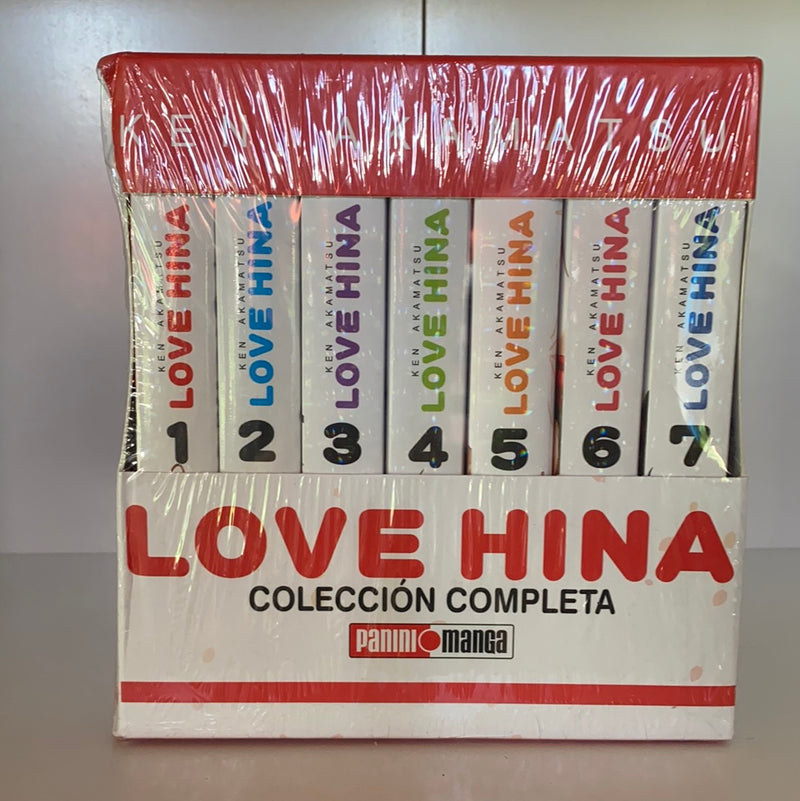 KEN AKAMATSU
KEN AKAMATSU
LOVE HINA
1
KEN AKAMATSU
LOVE HINA
2
KEN AKAMATSU
LOVE HINA
3
KEN AKAMATSU
LOVE HINA
4
KEN AKAMATSU
LOVE HINA
5
KEN AKAMATSU
LOVE HINA
6
KEN AKAMATSU
LOVE HINA
7
LOVE HINA
COLECCIÓN COMPLETA
PANINI MANGA